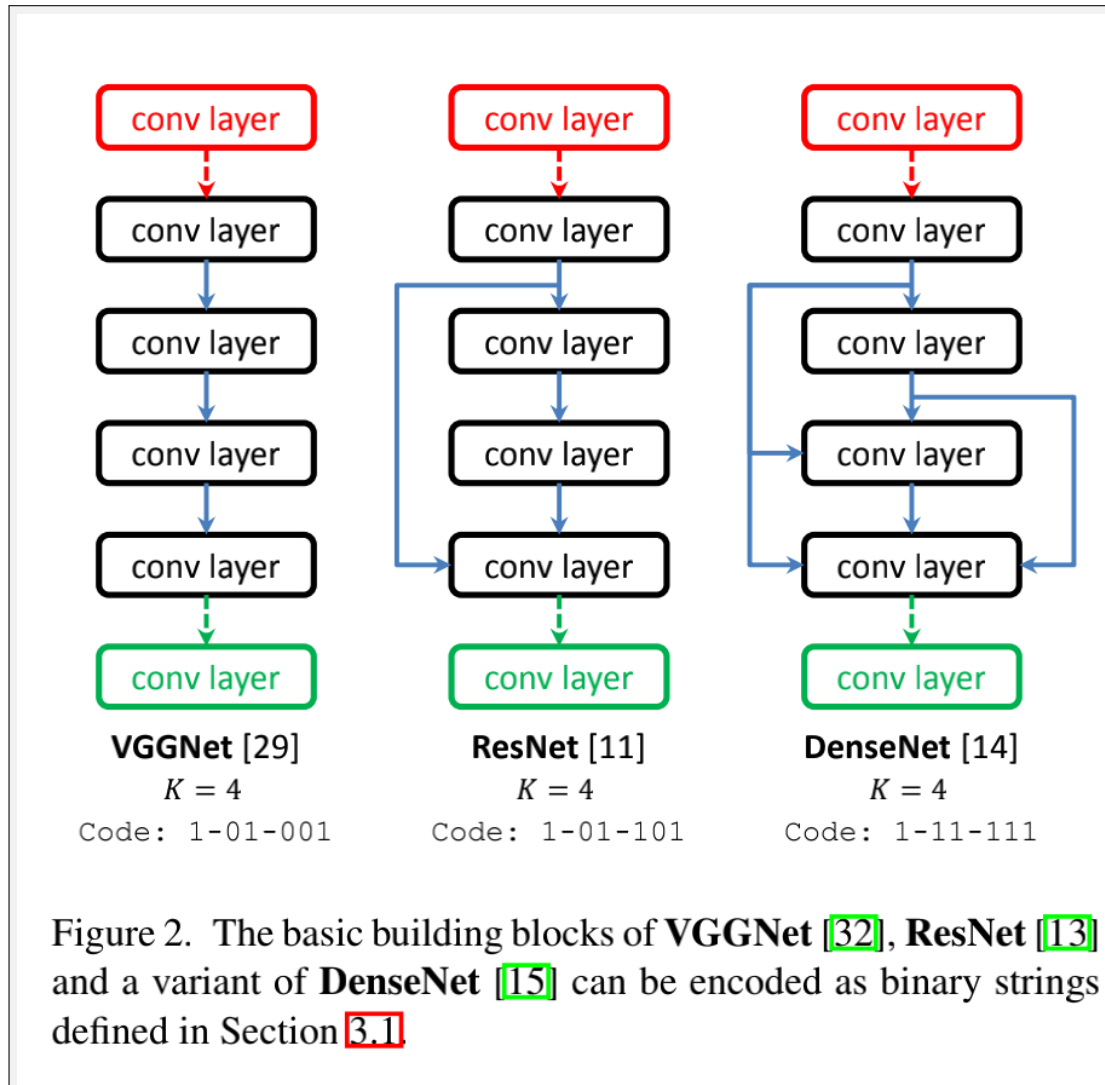 conv layer conv layer conv layer
conv layer conv layer conv layer
conv layer conv layer conv layer
conv layer conv layer conv layer
conv layer conv layer conv layer
conv layer conv layer conv layer
VGGNet [29] ResNet [11] DenseNet [14]
K = 4 K = 4 K = 4
Code: 1-01-001 Code: 1-01-101 Code: 1-11-111
Figure 2. The basic building blocks of VGGNet [32], ResNet [13]
and a variant of DenseNet [15] can be encoded as binary strings
defined in Section 3.1.